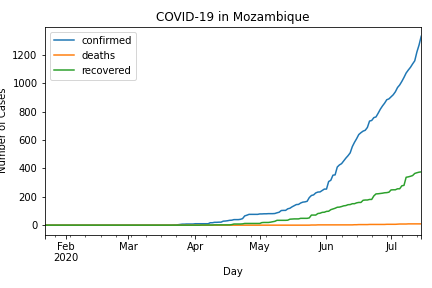 COVID-19 in Mozambique
confirmed
deaths
recovered
1200
1000
800
600
400
200
0
Number of Cases
Feb
2020
Mar
Apr
May
Jun
Jul
Day